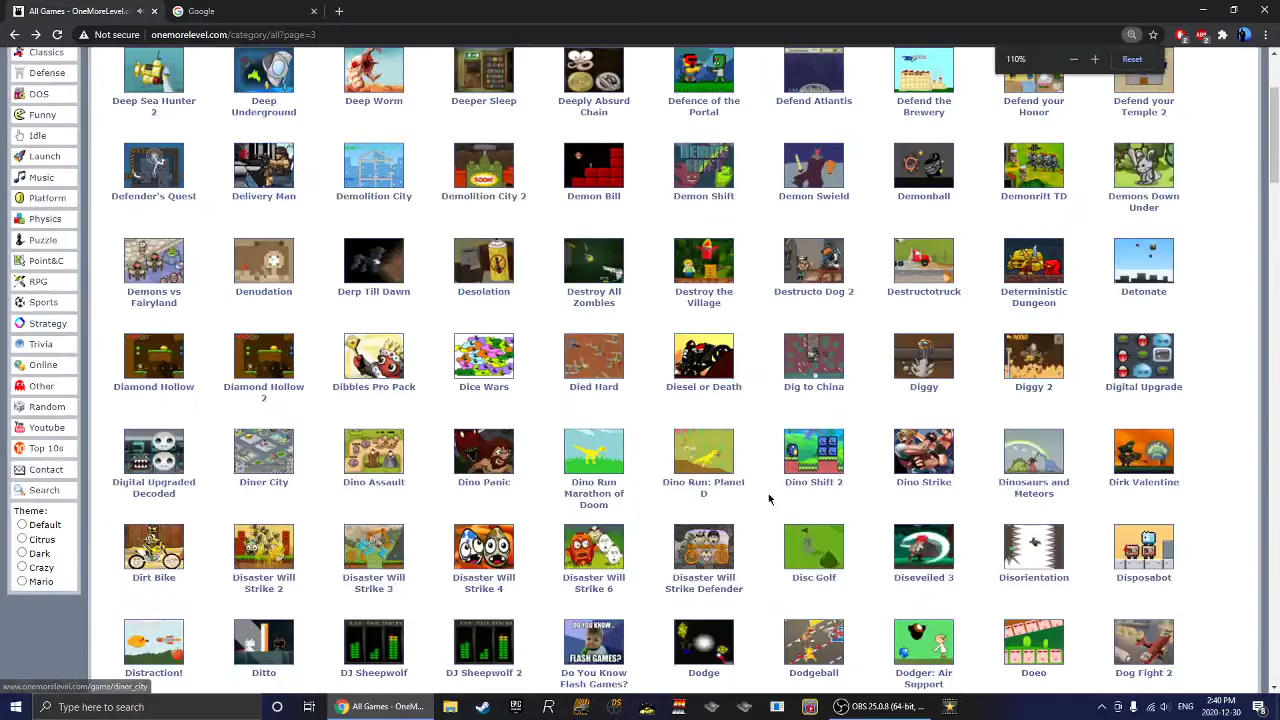 All Games - OneMoreLevel
Google
Not secure | onemorelevel.com/category/all?page=3
110%
Reset
Classics
Defense
DOS
Funny
Idle
Launch
Music
Platform
Physics
Puzzle
Point&C
RPG
Sports
Strategy
Trivia
Online
Other
Random
Youtube
Top 10s
Contact
Search
Theme:
Default
Citrus
Dark
Crazy
Mario
Deep Sea Hunter 2
Deep Underground
Deep Worm
Deeper Sleep
Deeply Absurd Chain
Defence of the Portal
Defend Atlantis
Defend the Brewery
Defend your Honor
Defend your Temple 2
Defender's Quest
Delivery Man
Demolition City
Demolition City 2
Demon Bill
Demon Shift
Demon Swield
Demonball
Demonrift TD
Demons Down Under
Demons vs Fairyland
Denudation
Derp Till Dawn
Desolation
Destroy All Zombies
Destroy the Village
Destructo Dog 2
Destructotruck
Deterministic Dungeon
Detonate
Diamond Hollow
Diamond Hollow 2
Dibbles Pro Pack
Dice Wars
Died Hard
Diesel or Death
Dig to China
Diggy
Diggy 2
Digital Upgrade
Digital Upgraded Decoded
Diner City
Dino Assault
Dino Panic
Dino Run Marathon of Doom
Dino Run: Planet D
Dino Shift 2
Dino Strike
Dinosaurs and Meteors
Dirk Valentine
Dirt Bike
Disaster Will Strike 2
Disaster Will Strike 3
Disaster Will Strike 4
Disaster Will Strike 6
Disaster Will Strike Defender
Disc Golf
Diseveiled 3
Disorientation
Disposabot
DO YOU KNOW
FLASH GAMES?
Distraction!
Ditto
DJ Sheepwolf
DJ Sheepwolf 2
Do You Know Flash Games?
Dodge
Dodgeball
Dodger: Air Support
Doeo
Dog Fight 2
www.onemorelevel.com/game/diner_city
Type here to search
All Games - OneM...
OBS 25.0.8 (64-bit, ...
ENG
2:40 PM
2020-12-30